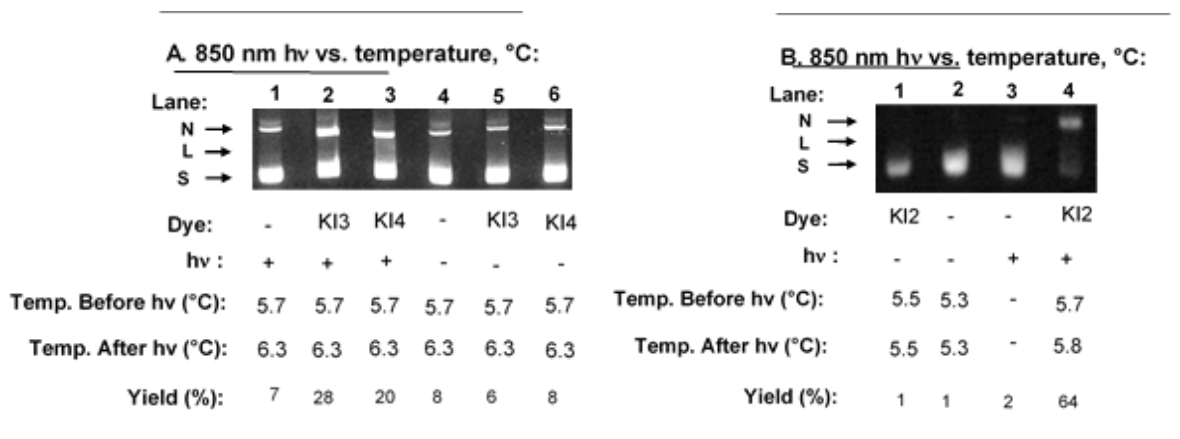 A. 850 nm hν vs. temperature, °C:
Lane: 1 2 3 4 5 6
N →
L →
S →
Dye: - KI3 KI4 - KI3 KI4
hν : + + + - - -
Temp. Before hν (°C): 5.7 5.7 5.7 5.7 5.7 5.7
Temp. After hν (°C): 6.3 6.3 6.3 6.3 6.3 6.3
Yield (%): 7 28 20 8 6 8
B. 850 nm hν vs. temperature, °C:
Lane: 1 2 3 4
N →
L →
S →
Dye: KI2 - - KI2
hν : - - + +
Temp. Before hν (°C): 5.5 5.3 - 5.7
Temp. After hν (°C): 5.5 5.3 - 5.8
Yield (%): 1 1 2 64